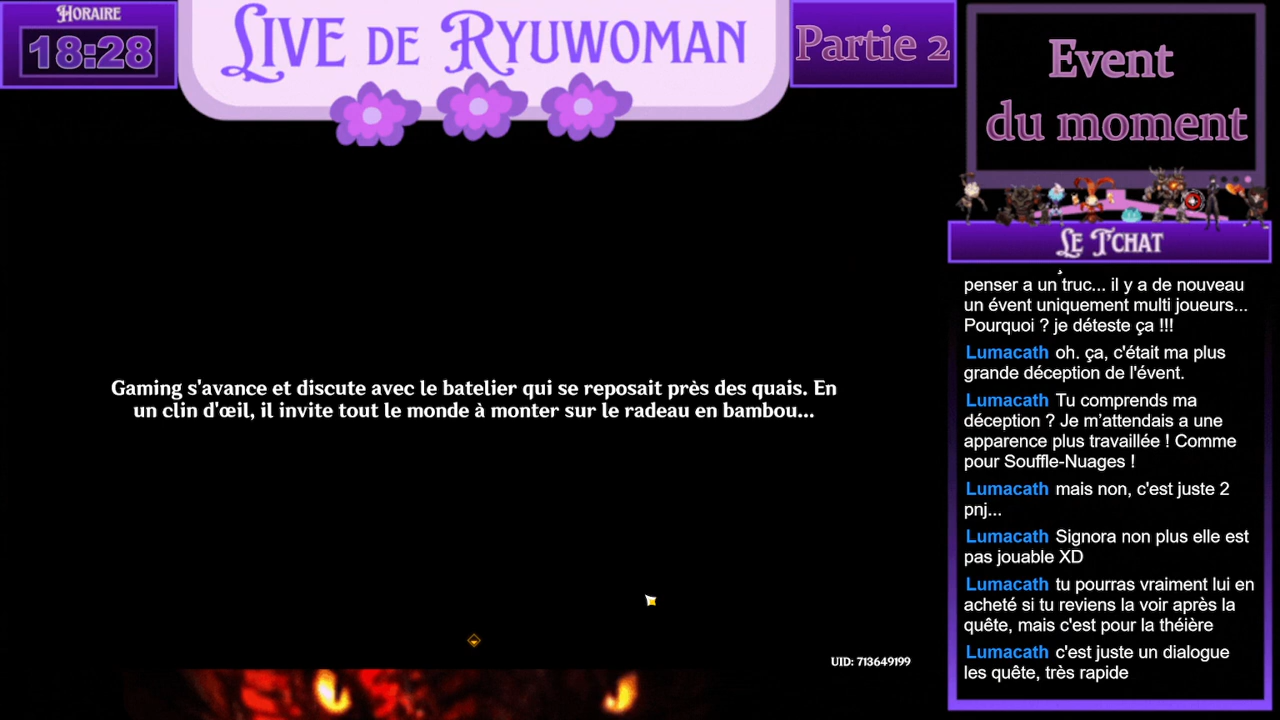 HORAIRE
18:28
LIVE DE RYUWOMAN
Partie 2
Event
du moment
LE T'CHAT
penser a un truc... il y a de nouveau
un évent uniquement multi joueurs...
Pourquoi ? je déteste ça !!!
Lumacath oh. ça, c'était ma plus
grande déception de l'évent.
Lumacath Tu comprends ma
déception ? Je m'attendais a une
apparence plus travaillée ! Comme
pour Souffle-Nuages !
Lumacath mais non, c'est juste 2
pnj...
Lumacath Signora non plus elle est
pas jouable XD
Lumacath tu pourras vraiment lui en
acheté si tu reviens la voir après la
quête, mais c'est pour la théière
Lumacath c'est juste un dialogue
les quête, très rapide
Gaming s'avance et discute avec le batelier qui se reposait près des quais. En
un clin d'œil, il invite tout le monde à monter sur le radeau en bambou...
UID: 713649199